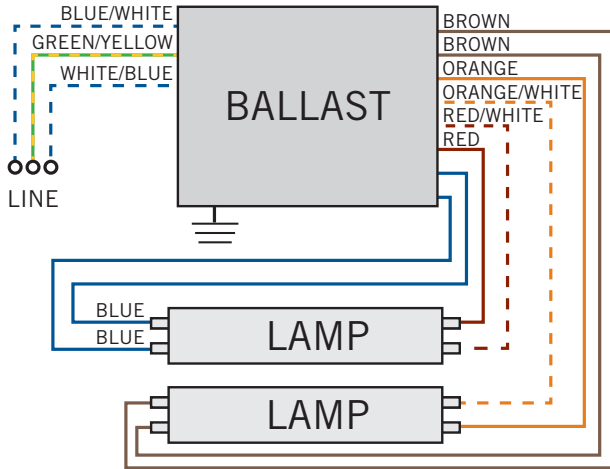 BLUE/WHITE
GREEN/YELLOW
WHITE/BLUE
LINE
BALLAST
BROWN
BROWN
ORANGE
ORANGE/WHITE
RED/WHITE
RED
BLUE
BLUE
LAMP
LAMP